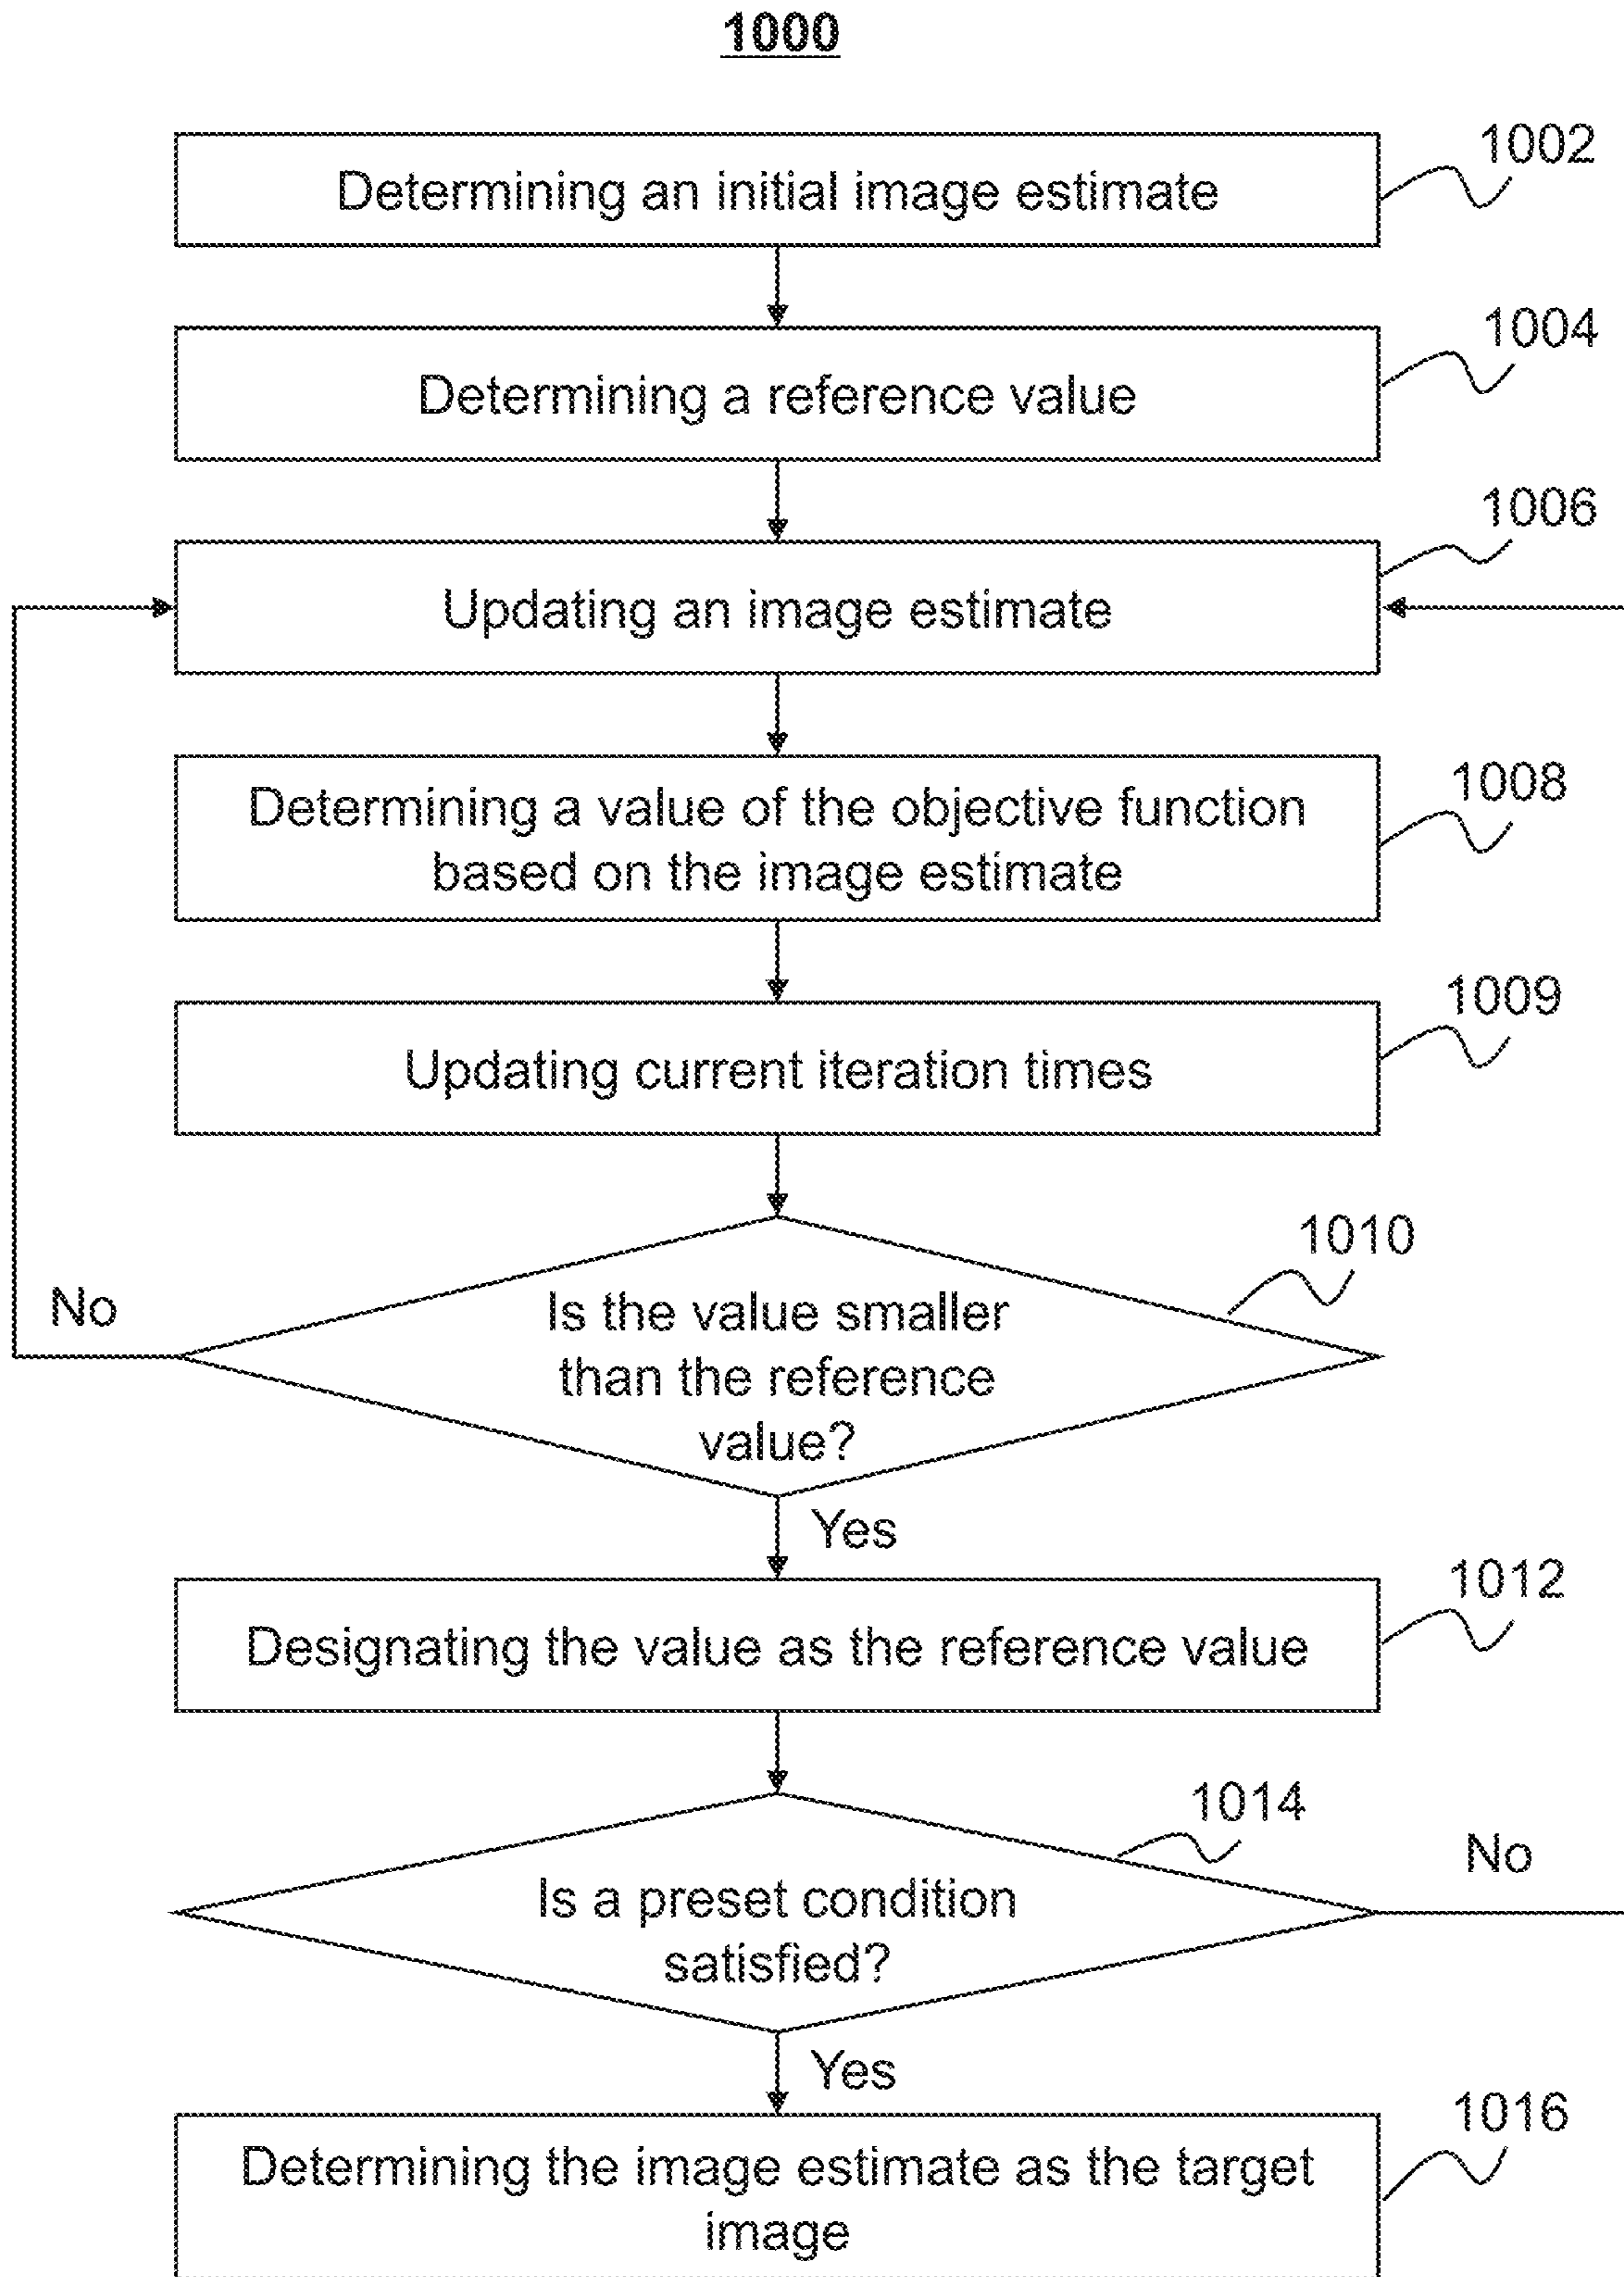 1000
1002
Determining an initial image estimate
1004
Determining a reference value
1006
Updating an image estimate
1008
Determining a value of the objective function
based on the image estimate
1009
Updating current iteration times
1010
No
Is the value smaller
than the reference
value?
Yes
1012
Designating the value as the reference value
1014
No
Is a preset condition
satisfied?
Yes
1016
Determining the image estimate as the target
image